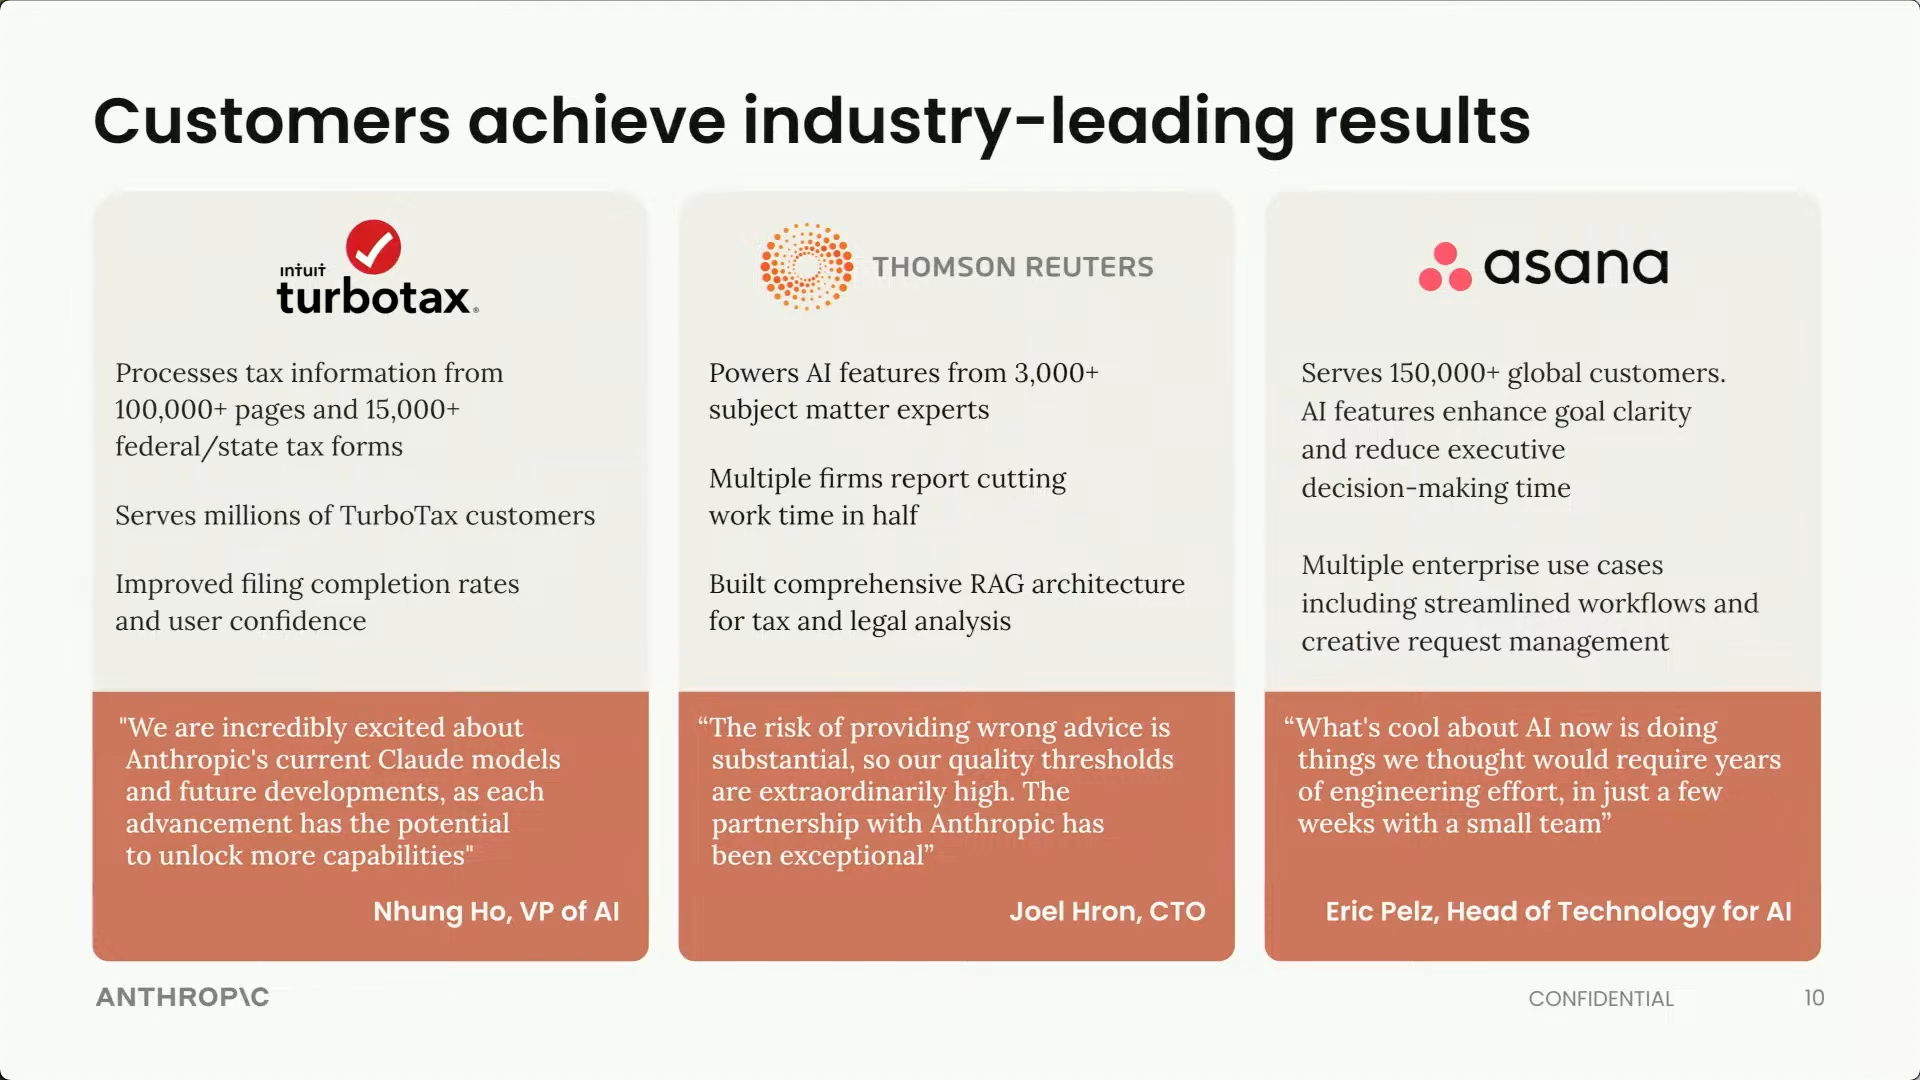 Customers achieve industry-leading results
intuit
turbotax®
Processes tax information from
100,000+ pages and 15,000+
federal/state tax forms
Serves millions of TurboTax customers
Improved filing completion rates
and user confidence
"We are incredibly excited about
Anthropic's current Claude models
and future developments, as each
advancement has the potential
to unlock more capabilities"
Nhung Ho, VP of AI
THOMSON REUTERS
Powers AI features from 3,000+
subject matter experts
Multiple firms report cutting
work time in half
Built comprehensive RAG architecture
for tax and legal analysis
“The risk of providing wrong advice is
substantial, so our quality thresholds
are extraordinarily high. The
partnership with Anthropic has
been exceptional”
Joel Hron, CTO
asana
Serves 150,000+ global customers.
AI features enhance goal clarity
and reduce executive
decision-making time
Multiple enterprise use cases
including streamlined workflows and
creative request management
“What's cool about AI now is doing
things we thought would require years
of engineering effort, in just a few
weeks with a small team”
Eric Pelz, Head of Technology for AI
ANTHROP\C
CONFIDENTIAL
10